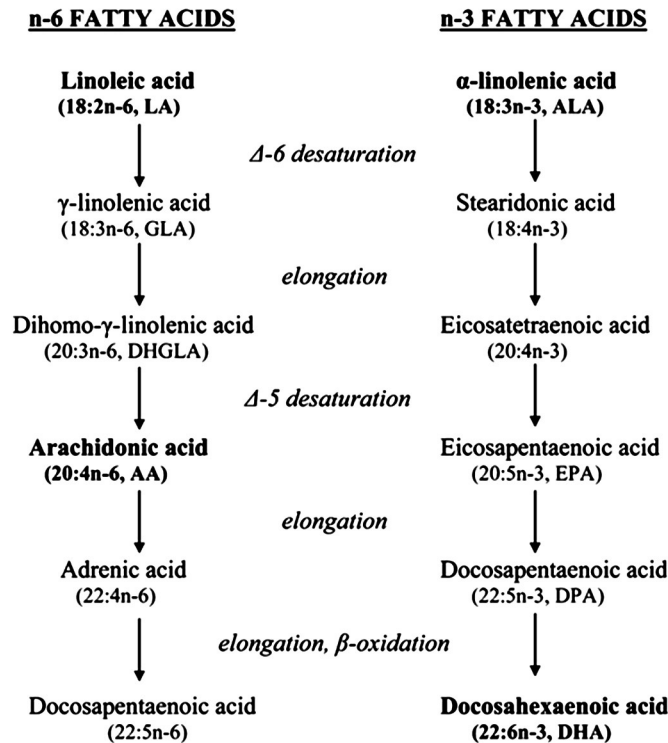 n-6 FATTY ACIDS
n-3 FATTY ACIDS
Linoleic acid
(18:2n-6, LA)
α-linolenic acid
(18:3n-3, ALA)
Δ-6 desaturation
γ-linolenic acid
(18:3n-6, GLA)
Stearidonic acid
(18:4n-3)
elongation
Dihomo-γ-linolenic acid
(20:3n-6, DHGLA)
Eicosatetraenoic acid
(20:4n-3)
Δ-5 desaturation
Arachidonic acid
(20:4n-6, AA)
Eicosapentaenoic acid
(20:5n-3, EPA)
elongation
Adrenic acid
(22:4n-6)
Docosapentaenoic acid
(22:5n-3, DPA)
elongation, β-oxidation
Docosapentaenoic acid
(22:5n-6)
Docosahexaenoic acid
(22:6n-3, DHA)